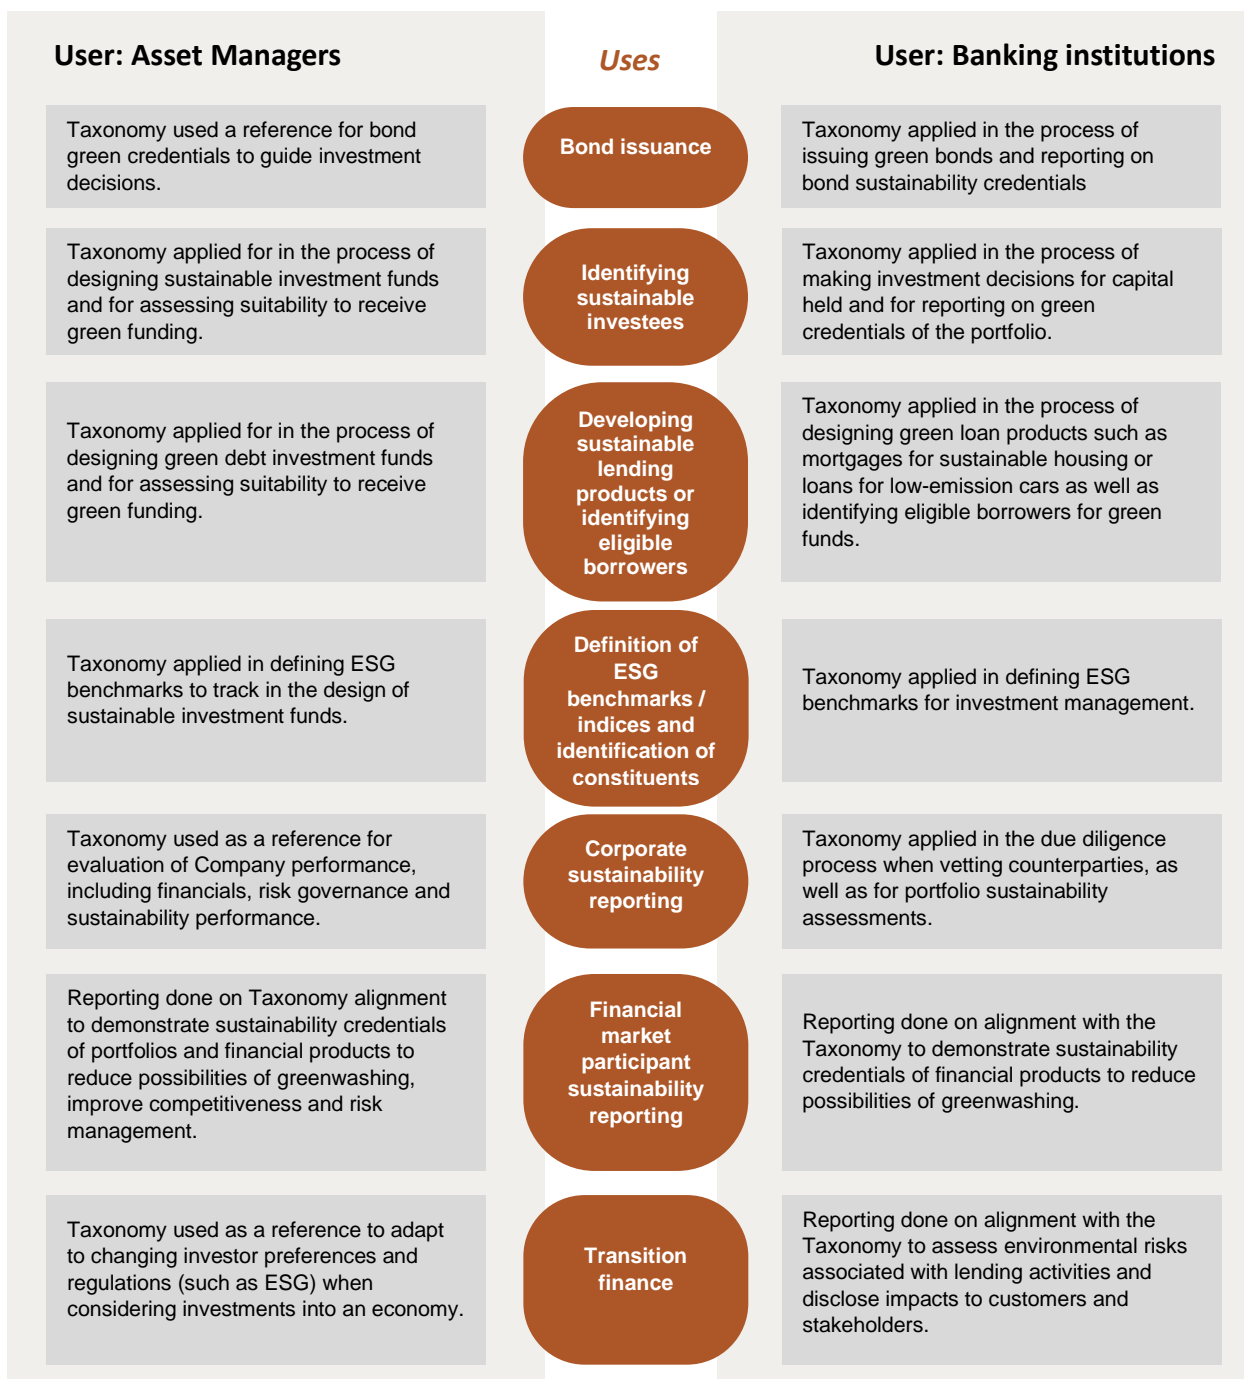 User: Asset Managers
Uses
User: Banking institutions
Taxonomy used a reference for bond
green credentials to guide investment
decisions.
Bond issuance
Taxonomy applied in the process of
issuing green bonds and reporting on
bond sustainability credentials
Taxonomy applied for in the process of
designing sustainable investment funds
and for assessing suitability to receive
green funding.
Identifying
sustainable
investees
Taxonomy applied in the process of
making investment decisions for capital
held and for reporting on green
credentials of the portfolio.
Taxonomy applied for in the process of
designing green debt investment funds
and for assessing suitability to receive
green funding.
Developing
sustainable
lending
products or
identifying
eligible
borrowers
Taxonomy applied in the process of
designing green loan products such as
mortgages for sustainable housing or
loans for low-emission cars as well as
identifying eligible borrowers for green
funds.
Taxonomy applied in defining ESG
benchmarks to track in the design of
sustainable investment funds.
Definition of
ESG
benchmarks /
indices and
identification of
constituents
Taxonomy applied in defining ESG
benchmarks for investment management.
Taxonomy used as a reference for
evaluation of Company performance,
including financials, risk governance and
sustainability performance.
Corporate
sustainability
reporting
Taxonomy applied in the due diligence
process when vetting counterparties, as
well as for portfolio sustainability
assessments.
Reporting done on Taxonomy alignment
to demonstrate sustainability credentials
of portfolios and financial products to
reduce possibilities of greenwashing,
improve competitiveness and risk
management.
Financial
market
participant
sustainability
reporting
Reporting done on alignment with the
Taxonomy to demonstrate sustainability
credentials of financial products to reduce
possibilities of greenwashing.
Taxonomy used as a reference to adapt
to changing investor preferences and
regulations (such as ESG) when
considering investments into an economy.
Transition
finance
Reporting done on alignment with the
Taxonomy to assess environmental risks
associated with lending activities and
disclose impacts to customers and
stakeholders.